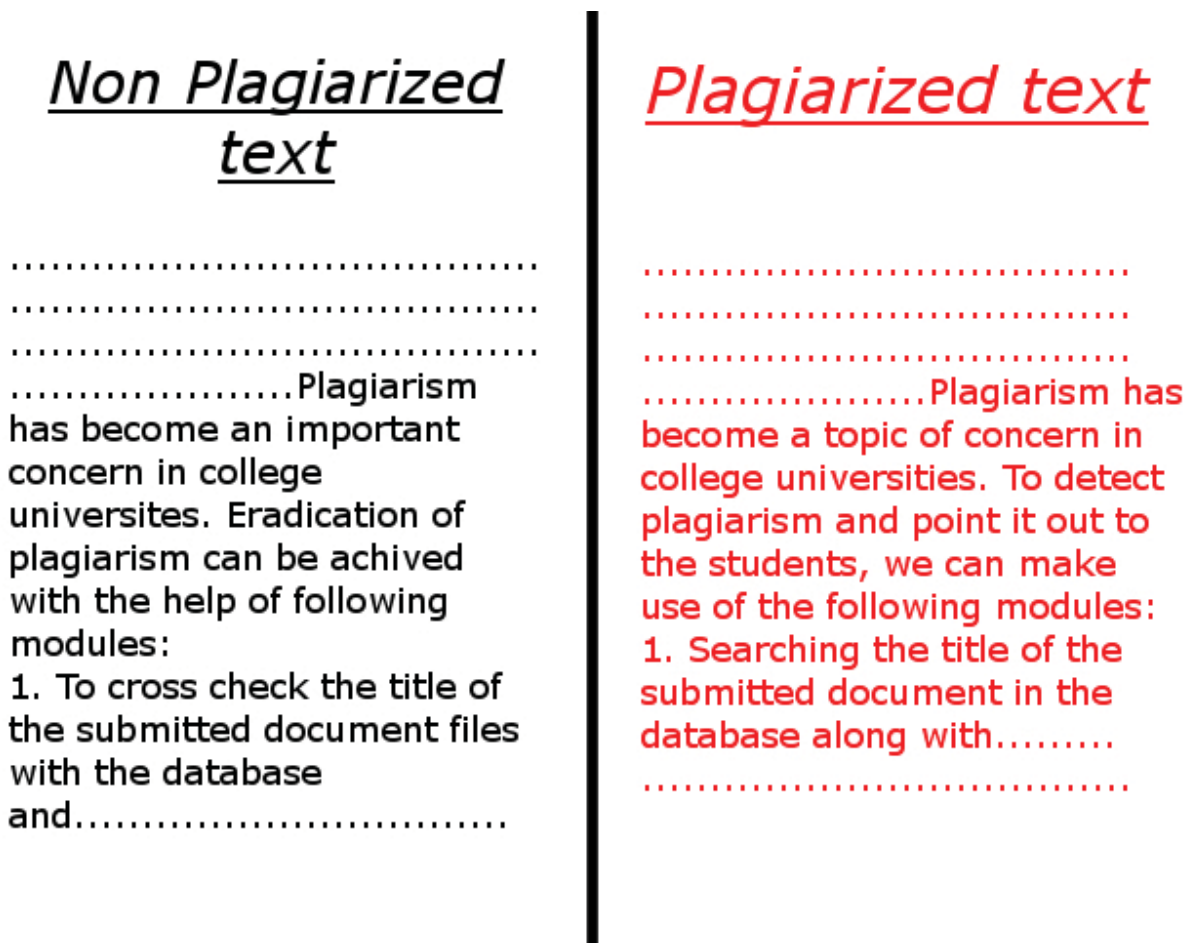 Non Plagiarized
text
.......................................
.......................................
.......................................
.....................Plagiarism
has become an important
concern in college
universites. Eradication of
plagiarism can be achived
with the help of following
modules:
1. To cross check the title of
the submitted document files
with the database
and................................
Plagiarized text
....................................
....................................
....................................
.....................Plagiarism has
become a topic of concern in
college universities. To detect
plagiarism and point it out to
the students, we can make
use of the following modules:
1. Searching the title of the
submitted document in the
database along with.........
....................................